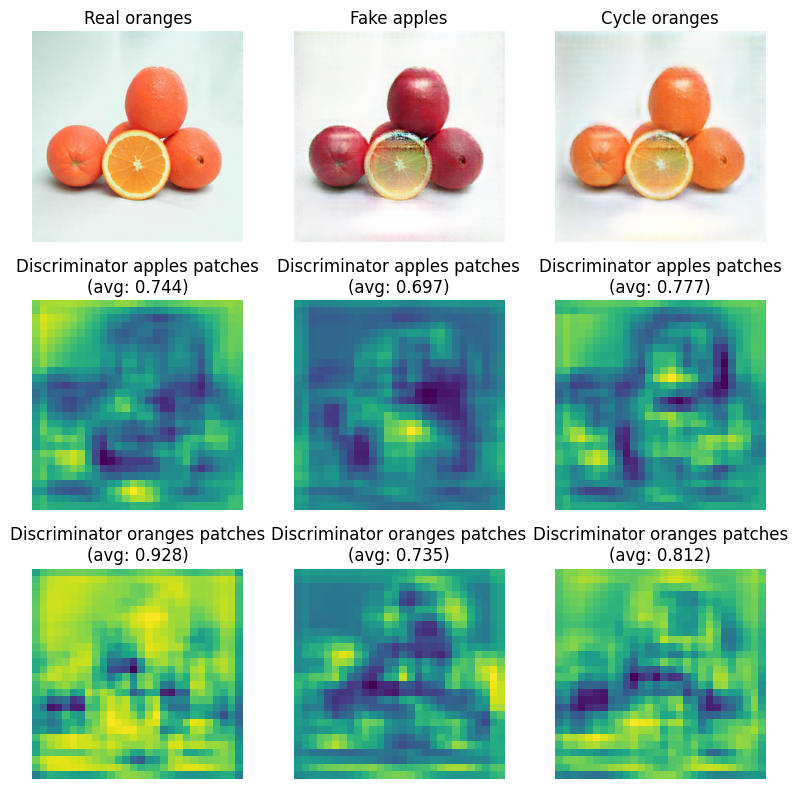 Real oranges
Fake apples
Cycle oranges
Discriminator apples patches
(avg: 0.744)
Discriminator apples patches
(avg: 0.697)
Discriminator apples patches
(avg: 0.777)
Discriminator oranges patches
(avg: 0.928)
Discriminator oranges patches
(avg: 0.735)
Discriminator oranges patches
(avg: 0.812)